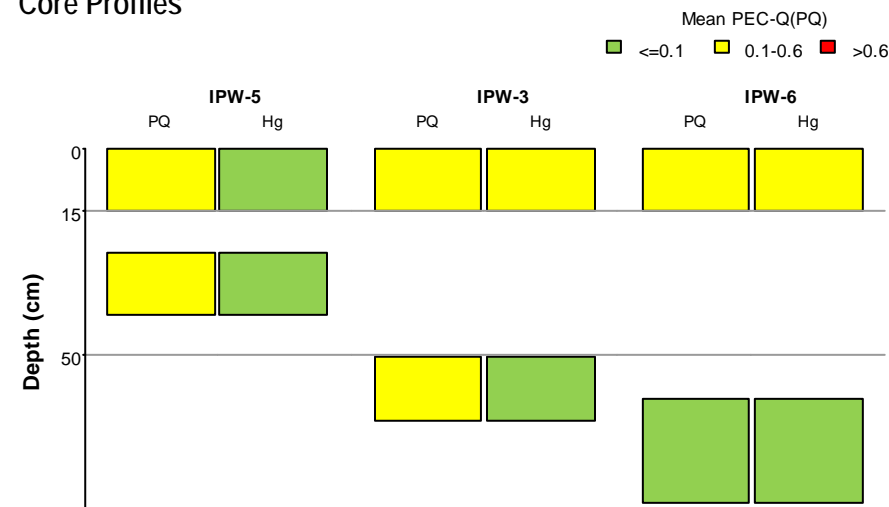 Core Profiles
Mean PEC-Q(PQ)
<=0.1 0.1-0.6 >0.6
IPW-5 IPW-3 IPW-6
PQ Hg PQ Hg PQ Hg
0
15
50
Depth (cm)